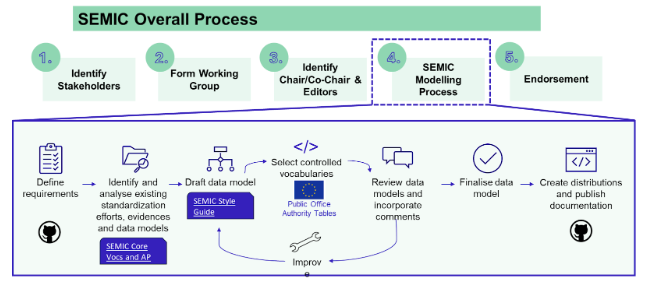 SEMIC Overall Process
1.
Identify
Stakeholders
2.
Form Working
Group
3.
Identify
Chair/Co-Chair &
Editors
4.
SEMIC
Modelling
Process
5.
Endorsement
Define
requirements
Identify and
analyse existing
standardization
efforts, evidences
and data models
SEMIC Core
Vocs and AP
Draft data model
SEMIC Style
Guide
</>
Select controlled
vocabularies
Public Office
Authority Tables
Improv
e
Review data
models and
incorporate
comments
Finalise data
model
</>
Create distributions
and publish
documentation